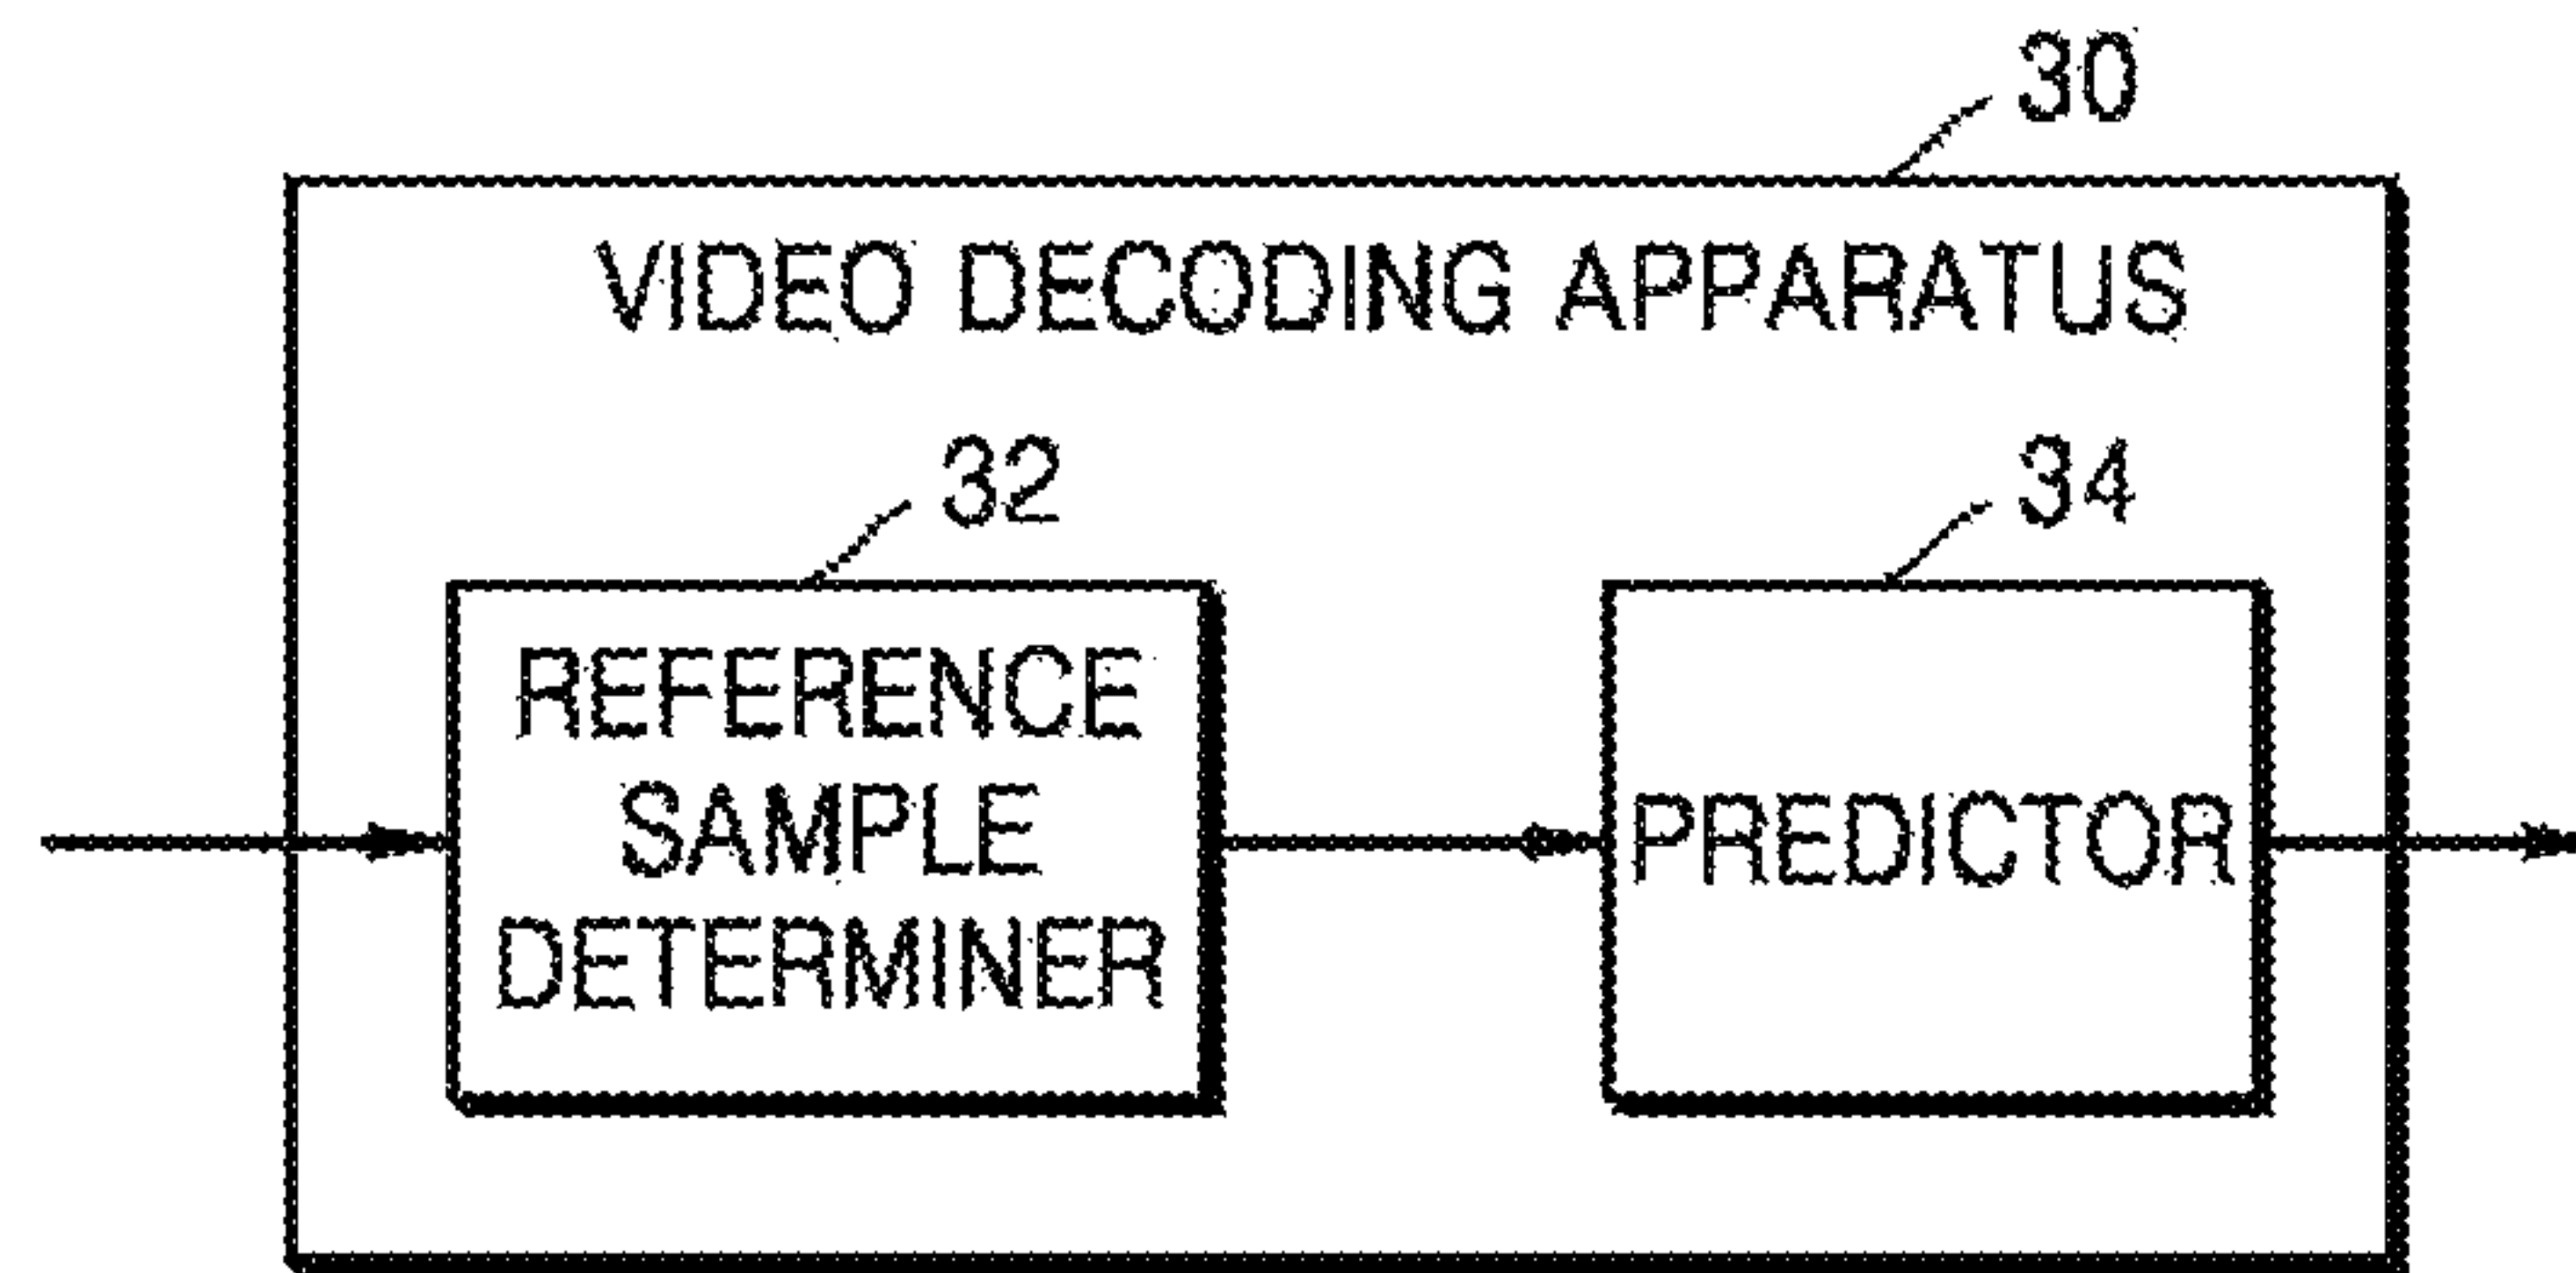 30
VIDEO DECODING APPARATUS
32
34
REFERENCE
SAMPLE
DETERMINER
PREDICTOR